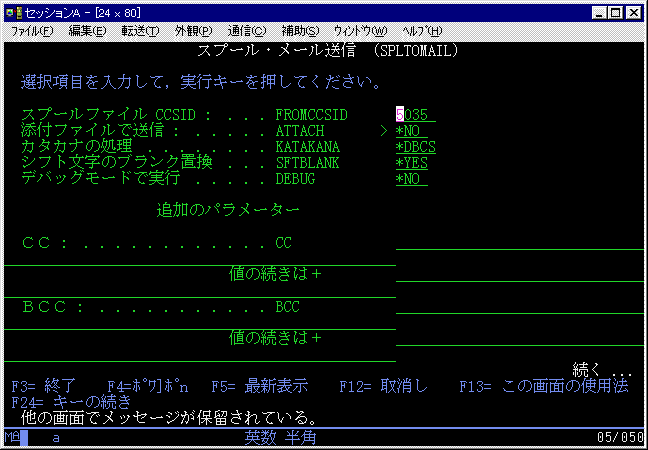 セッションA - [24 x 80]
ファイル(F) 編集(E) 転送(T) 外観(P) 通信(C) 補助(S) ウィンドウ(W) ヘルプ(H)
スプール・メール送信 (SPLTOMAIL)
選択項目を入力して，実行キーを押してください。
スプールファイル CCSID : . . . . FROMCCSID 5035
添付ファイルで送信 : . . . . . . ATTACH > *NO
カタカナの処理 . . . . . . . . . KATAKANA *DBCS
シフト文字のブランク置換 . . . . SFTBLANK *YES
デバッグモードで実行 . . . . . . DEBUG *NO
追加のパラメーター
ＣＣ : . . . . . . . . . . . . . CC
値の続きは＋
ＢＣＣ : . . . . . . . . . . . . BCC
値の続きは＋
続く ...
F3= 終了 F4=ﾎﾟﾜ]ﾎﾟn F5= 最新表示 F12= 取消し F13= この画面の使用法
F24= キーの続き
他の画面でメッセージが保留されている。
MA a 英数 半角 05/050